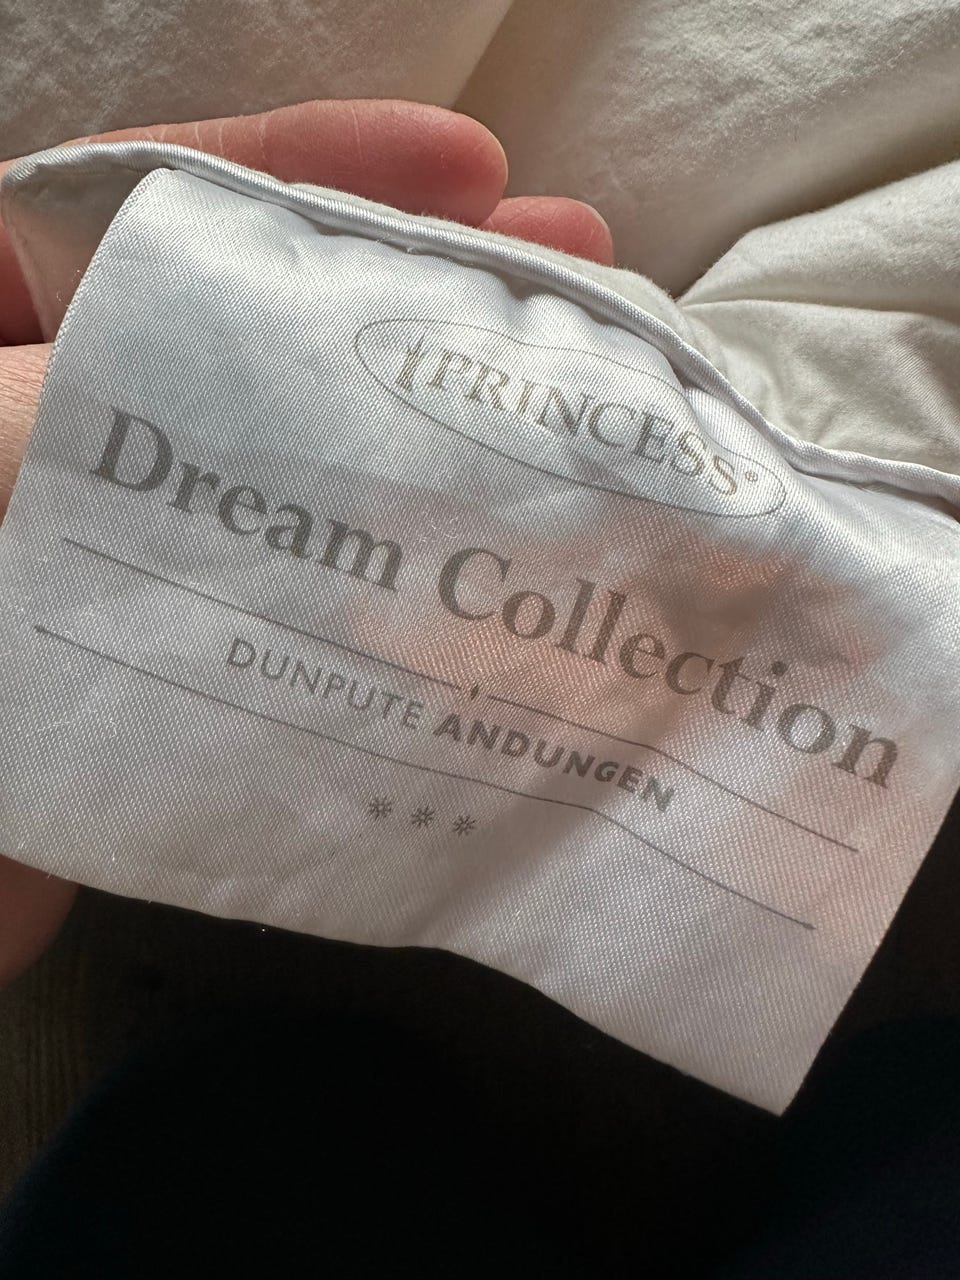 PRINCESS®
Dream Collection
DUNPUTE ANDUNGEN
***